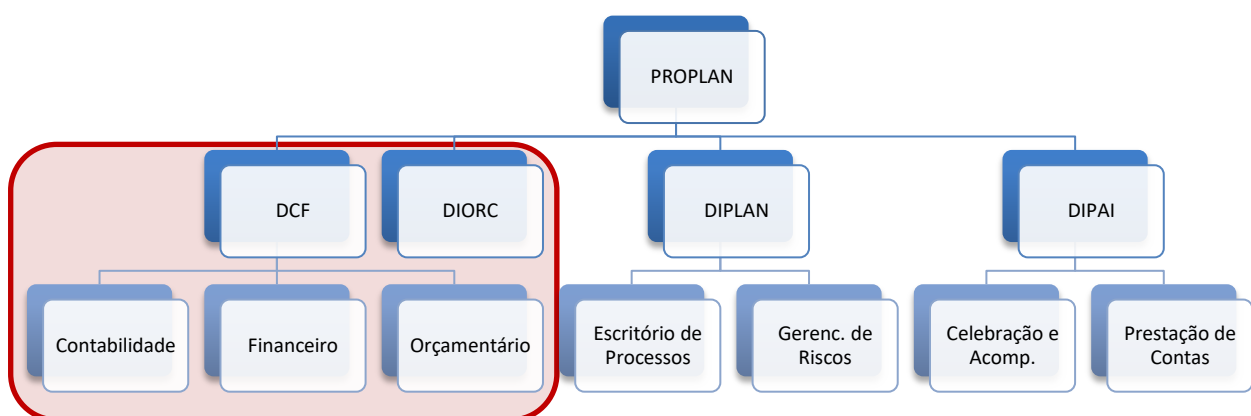 PROPLAN
DCF
DIORC
DIPLAN
DIPAI
Contabilidade
Financeiro
Orçamentário
Escritório de
Processos
Gerenc. de
Riscos
Celebração e
Acomp.
Prestação de
Contas